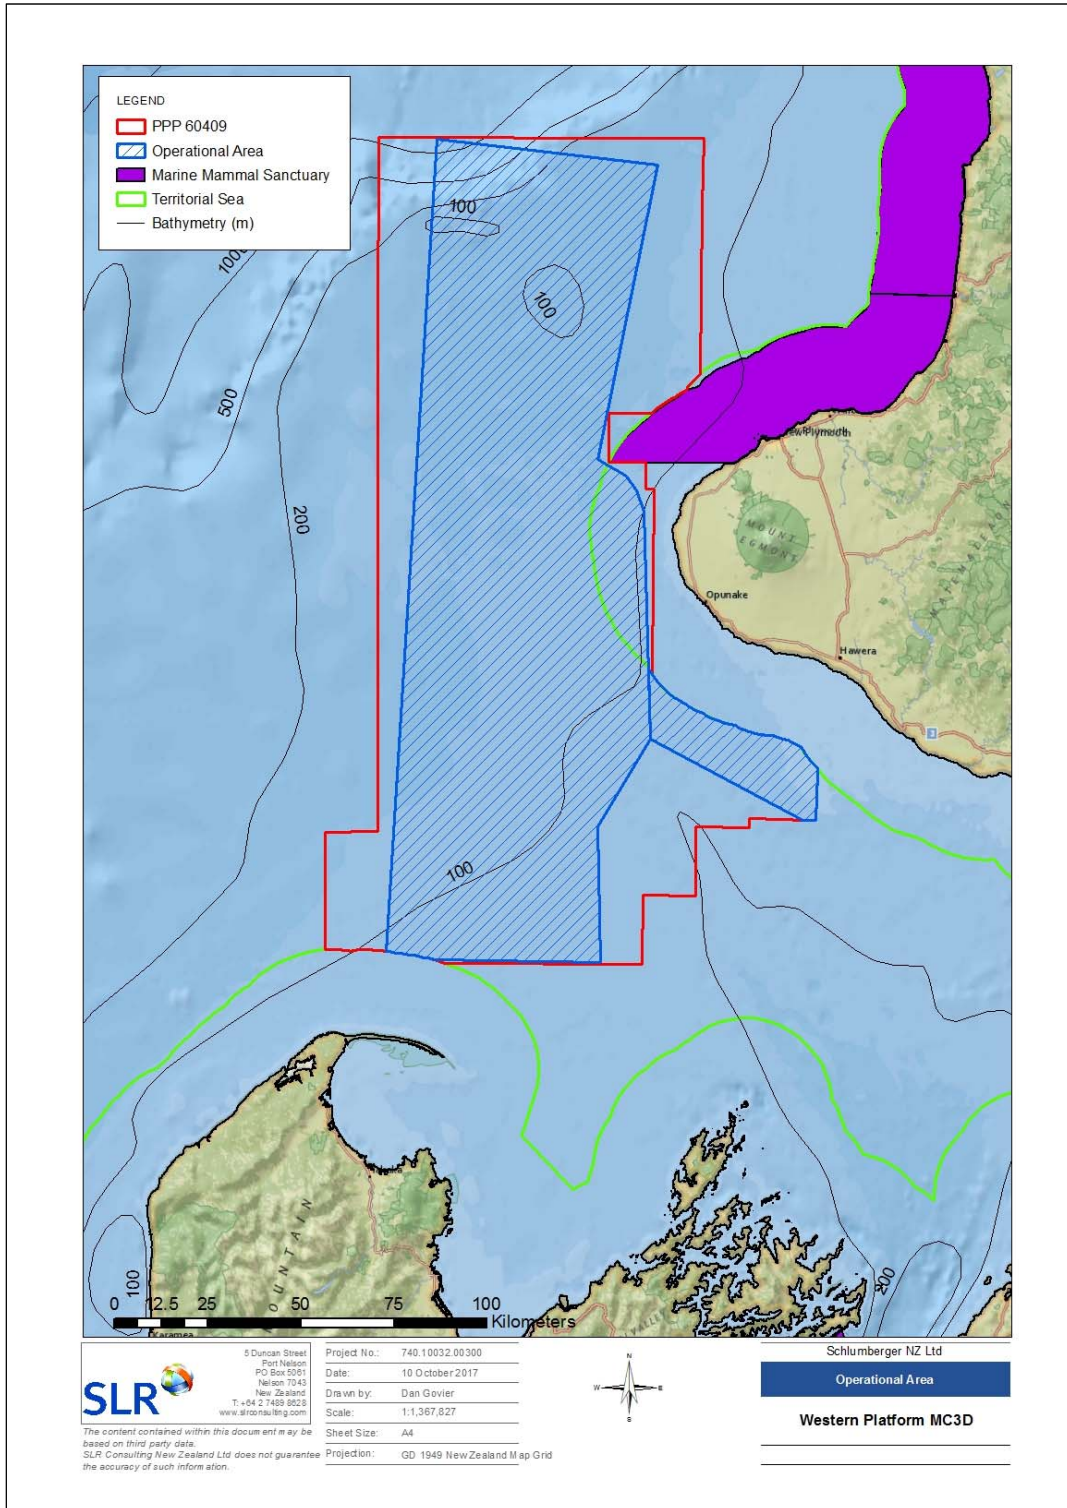 LEGEND
PPP 60409
Operational Area
Marine Mammal Sanctuary
Territorial Sea
Bathymetry (m)
100
1000
100
500
200
New Plymouth
MOUNT
EGMONT
Opunake
Hawera
3
100
MOUNTAIN
100
200
0 12.5 25 50 75 100
Kilometers
Karamea
SLR
5 Duncan Street
Port Nelson
PO Box 5061
Nelson 7043
New Zealand
T: +64 2 7489 8628
www.slrconsulting.com
The content contained within this document may be
based on third party data.
SLR Consulting New Zealand Ltd does not guarantee
the accuracy of such information.
Project No.: 740.10032.00300
Date: 10 October 2017
Drawn by: Dan Govier
Scale: 1:1,367,827
Sheet Size: A4
Projection: GD 1949 New Zealand Map Grid
N
W E
S
Schlumberger NZ Ltd
Operational Area
Western Platform MC3D